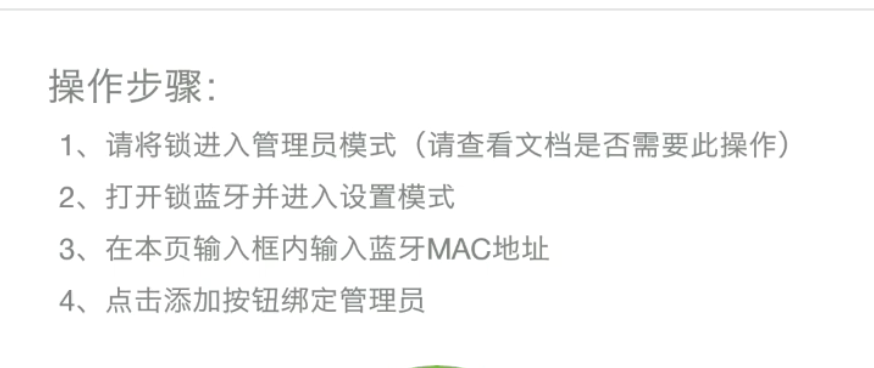 操作步骤：
1、请将锁进入管理员模式（请查看文档是否需要此操作）
2、打开锁蓝牙并进入设置模式
3、在本页输入框内输入蓝牙MAC地址
4、点击添加按钮绑定管理员